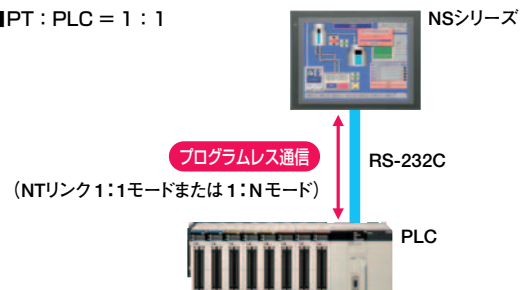 PT : PLC = 1 : 1
NSシリーズ
プログラムレス通信
RS-232C
（NTリンク 1：1モードまたは 1：N モード）
PLC